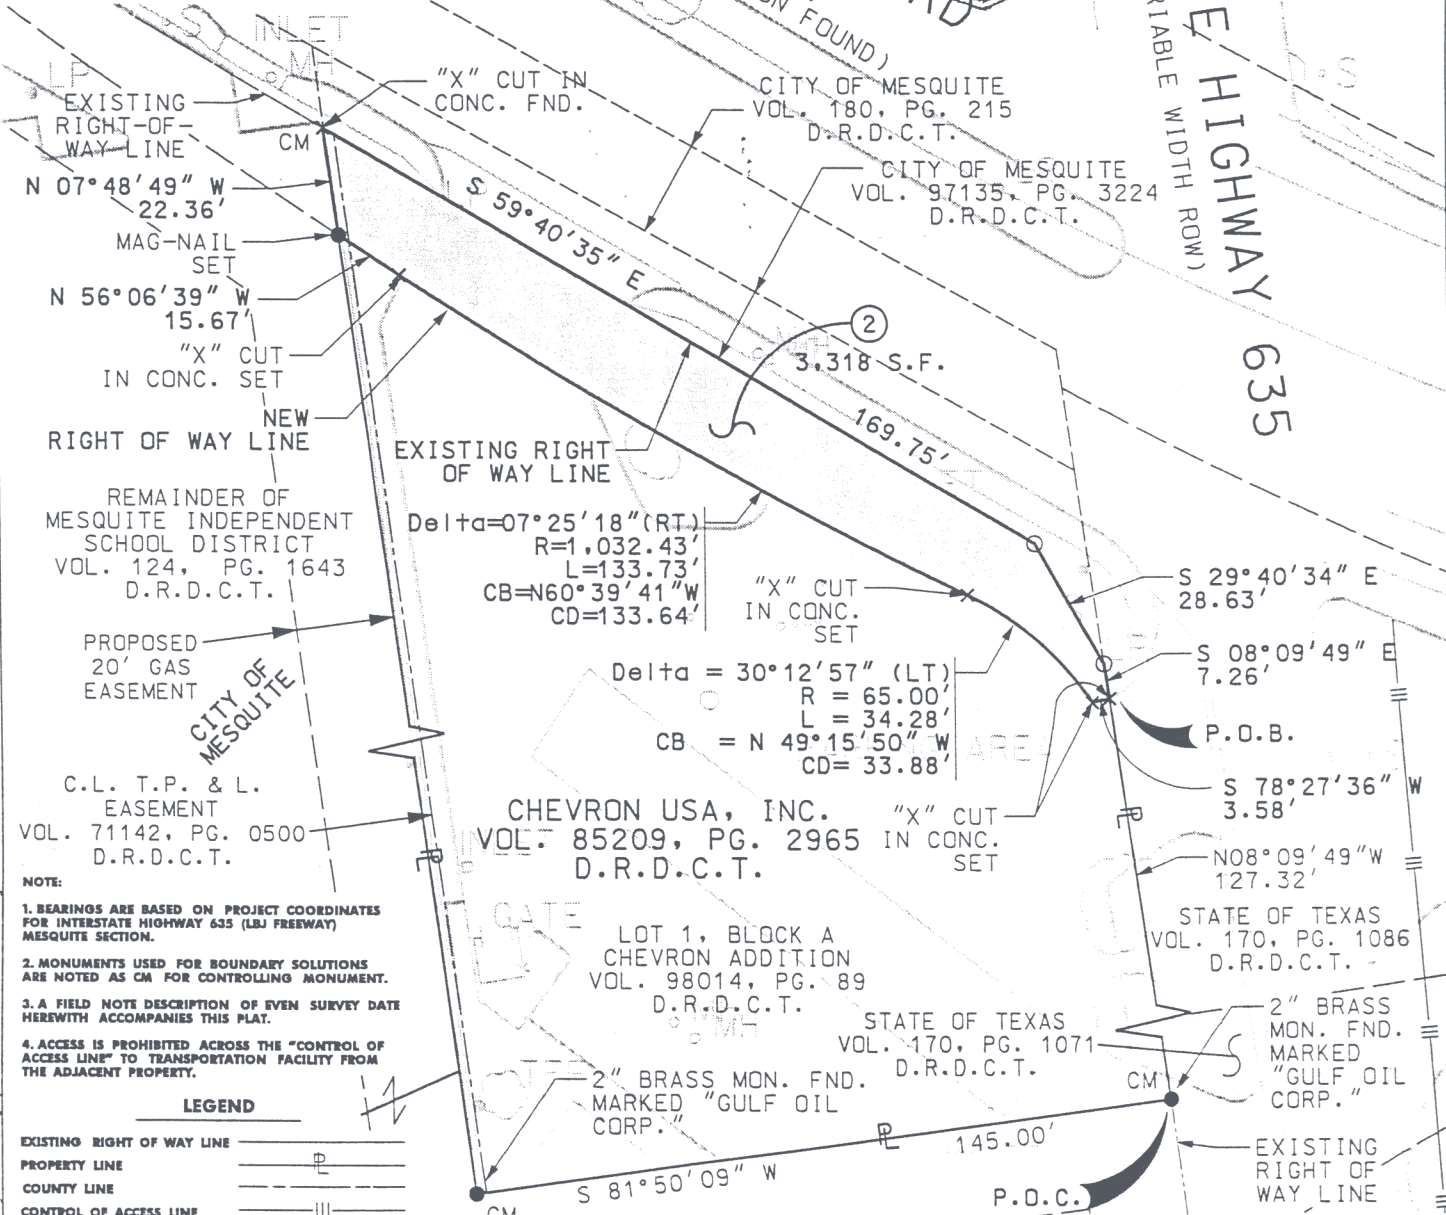 INLET
MH
LP
S
"X" CUT IN
CONC. FND.
EXISTING
RIGHT-OF-
WAY LINE
CM
N 07°48'49" W
22.36'
MAG-NAIL
SET
N 56°06'39" W
15.67'
"X" CUT
IN CONC. SET
NEW
RIGHT OF WAY LINE
ON FOUND)
CITY OF MESQUITE
VOL. 180, PG. 215
D.R.D.C.T.
CITY OF MESQUITE
VOL. 97135, PG. 3224
D.R.D.C.T.
E HIGHWAY 635
RIABLE WIDTH ROW)
S 59°40'35" E
169.75'
2
3,318 S.F.
MH
EXISTING RIGHT
OF WAY LINE
REMAINDER OF
MESQUITE INDEPENDENT
SCHOOL DISTRICT
VOL. 124, PG. 1643
D.R.D.C.T.
Delta=07°25'18"(RT)
R=1,032.43'
L=133.73'
CB=N60°39'41"W
CD=133.64'
"X" CUT
IN CONC.
SET
S 29°40'34" E
28.63'
S 08°09'49" E
7.26'
P.O.B.
S 78°27'36" W
3.58'
PROPOSED
20' GAS
EASEMENT
CITY OF
MESQUITE
Delta = 30°12'57" (LT)
R = 65.00'
L = 34.28'
CB = N 49°15'50" W
CD= 33.88'
AREA
C.L. T.P. & L.
EASEMENT
VOL. 71142, PG. 0500
D.R.D.C.T.
CHEVRON USA, INC.
VOL. 85209, PG. 2965
D.R.D.C.T.
"X" CUT
IN CONC.
SET
N08°09'49"W
127.32'
STATE OF TEXAS
VOL. 170, PG. 1086
D.R.D.C.T.
GATE
LOT 1, BLOCK A
CHEVRON ADDITION
VOL. 98014, PG. 89
D.R.D.C.T.
MH
STATE OF TEXAS
VOL. 170, PG. 1071
D.R.D.C.T.
2" BRASS
MON. FND.
MARKED
"GULF OIL
CORP."
CM
2" BRASS MON. FND.
MARKED "GULF OIL
CORP."
S 81°50'09" W
145.00'
P.O.C.
CM
EXISTING
RIGHT OF
WAY LINE
NOTE:
1. BEARINGS ARE BASED ON PROJECT COORDINATES
FOR INTERSTATE HIGHWAY 635 (LBJ FREEWAY)
MESQUITE SECTION.
2. MONUMENTS USED FOR BOUNDARY SOLUTIONS
ARE NOTED AS CM FOR CONTROLLING MONUMENT.
3. A FIELD NOTE DESCRIPTION OF EVEN SURVEY DATE
HEREWITH ACCOMPANIES THIS PLAT.
4. ACCESS IS PROHIBITED ACROSS THE "CONTROL OF
ACCESS LINE" TO TRANSPORTATION FACILITY FROM
THE ADJACENT PROPERTY.
LEGEND
EXISTING RIGHT OF WAY LINE
PROPERTY LINE
COUNTY LINE
CONTROL OF ACCESS LINE